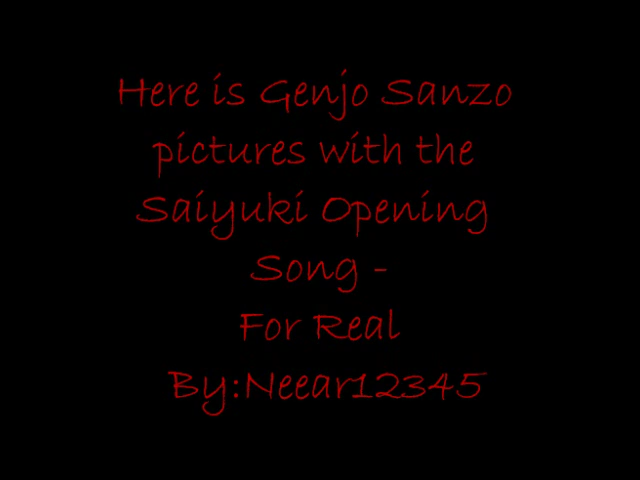 Here is Genjo Sanzo
pictures with the
Saiyuki Opening
Song -
For Real
By:Neear12345